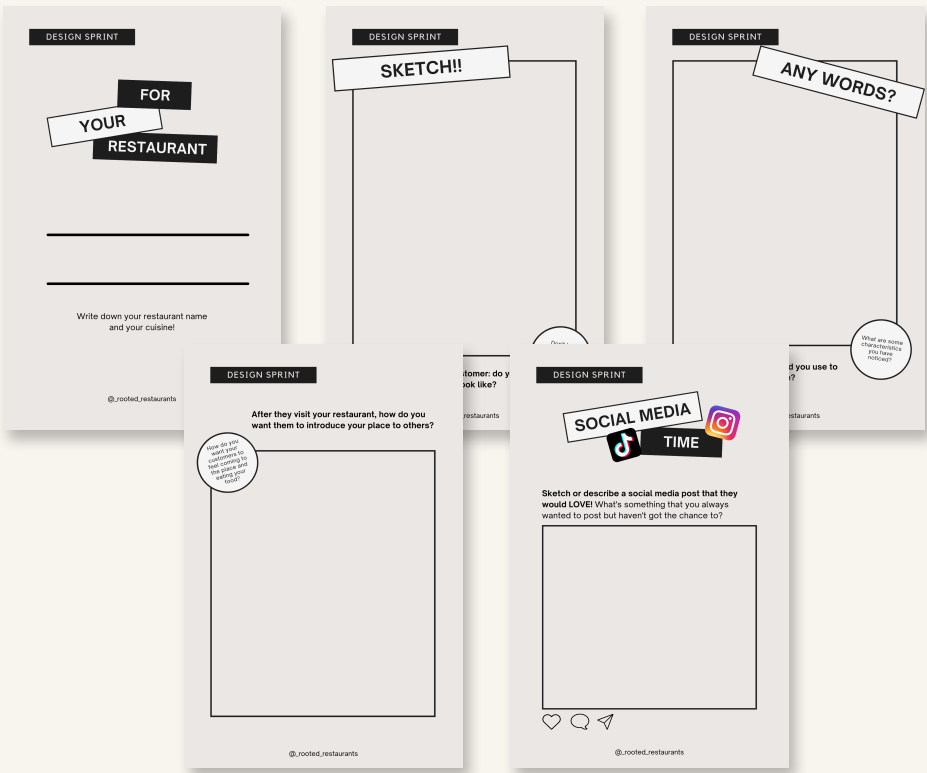 DESIGN SPRINT
FOR
YOUR
RESTAURANT
Write down your restaurant name
and your cuisine!
@_rooted_restaurants
DESIGN SPRINT
SKETCH!!
tomer: do y
ook like?
estaurants
DESIGN SPRINT
ANY WORDS?
What are some
characteristics
you have
noticed?
d you use to
?
staurants
DESIGN SPRINT
After they visit your restaurant, how do you
want them to introduce your place to others?
How do you
want your
customers to
feel coming to
the place and
eating your
food?
@_rooted_restaurants
DESIGN SPRINT
SOCIAL MEDIA
TIME
Sketch or describe a social media post that they
would LOVE! What's something that you always
wanted to post but haven't got the chance to?
@_rooted_restaurants